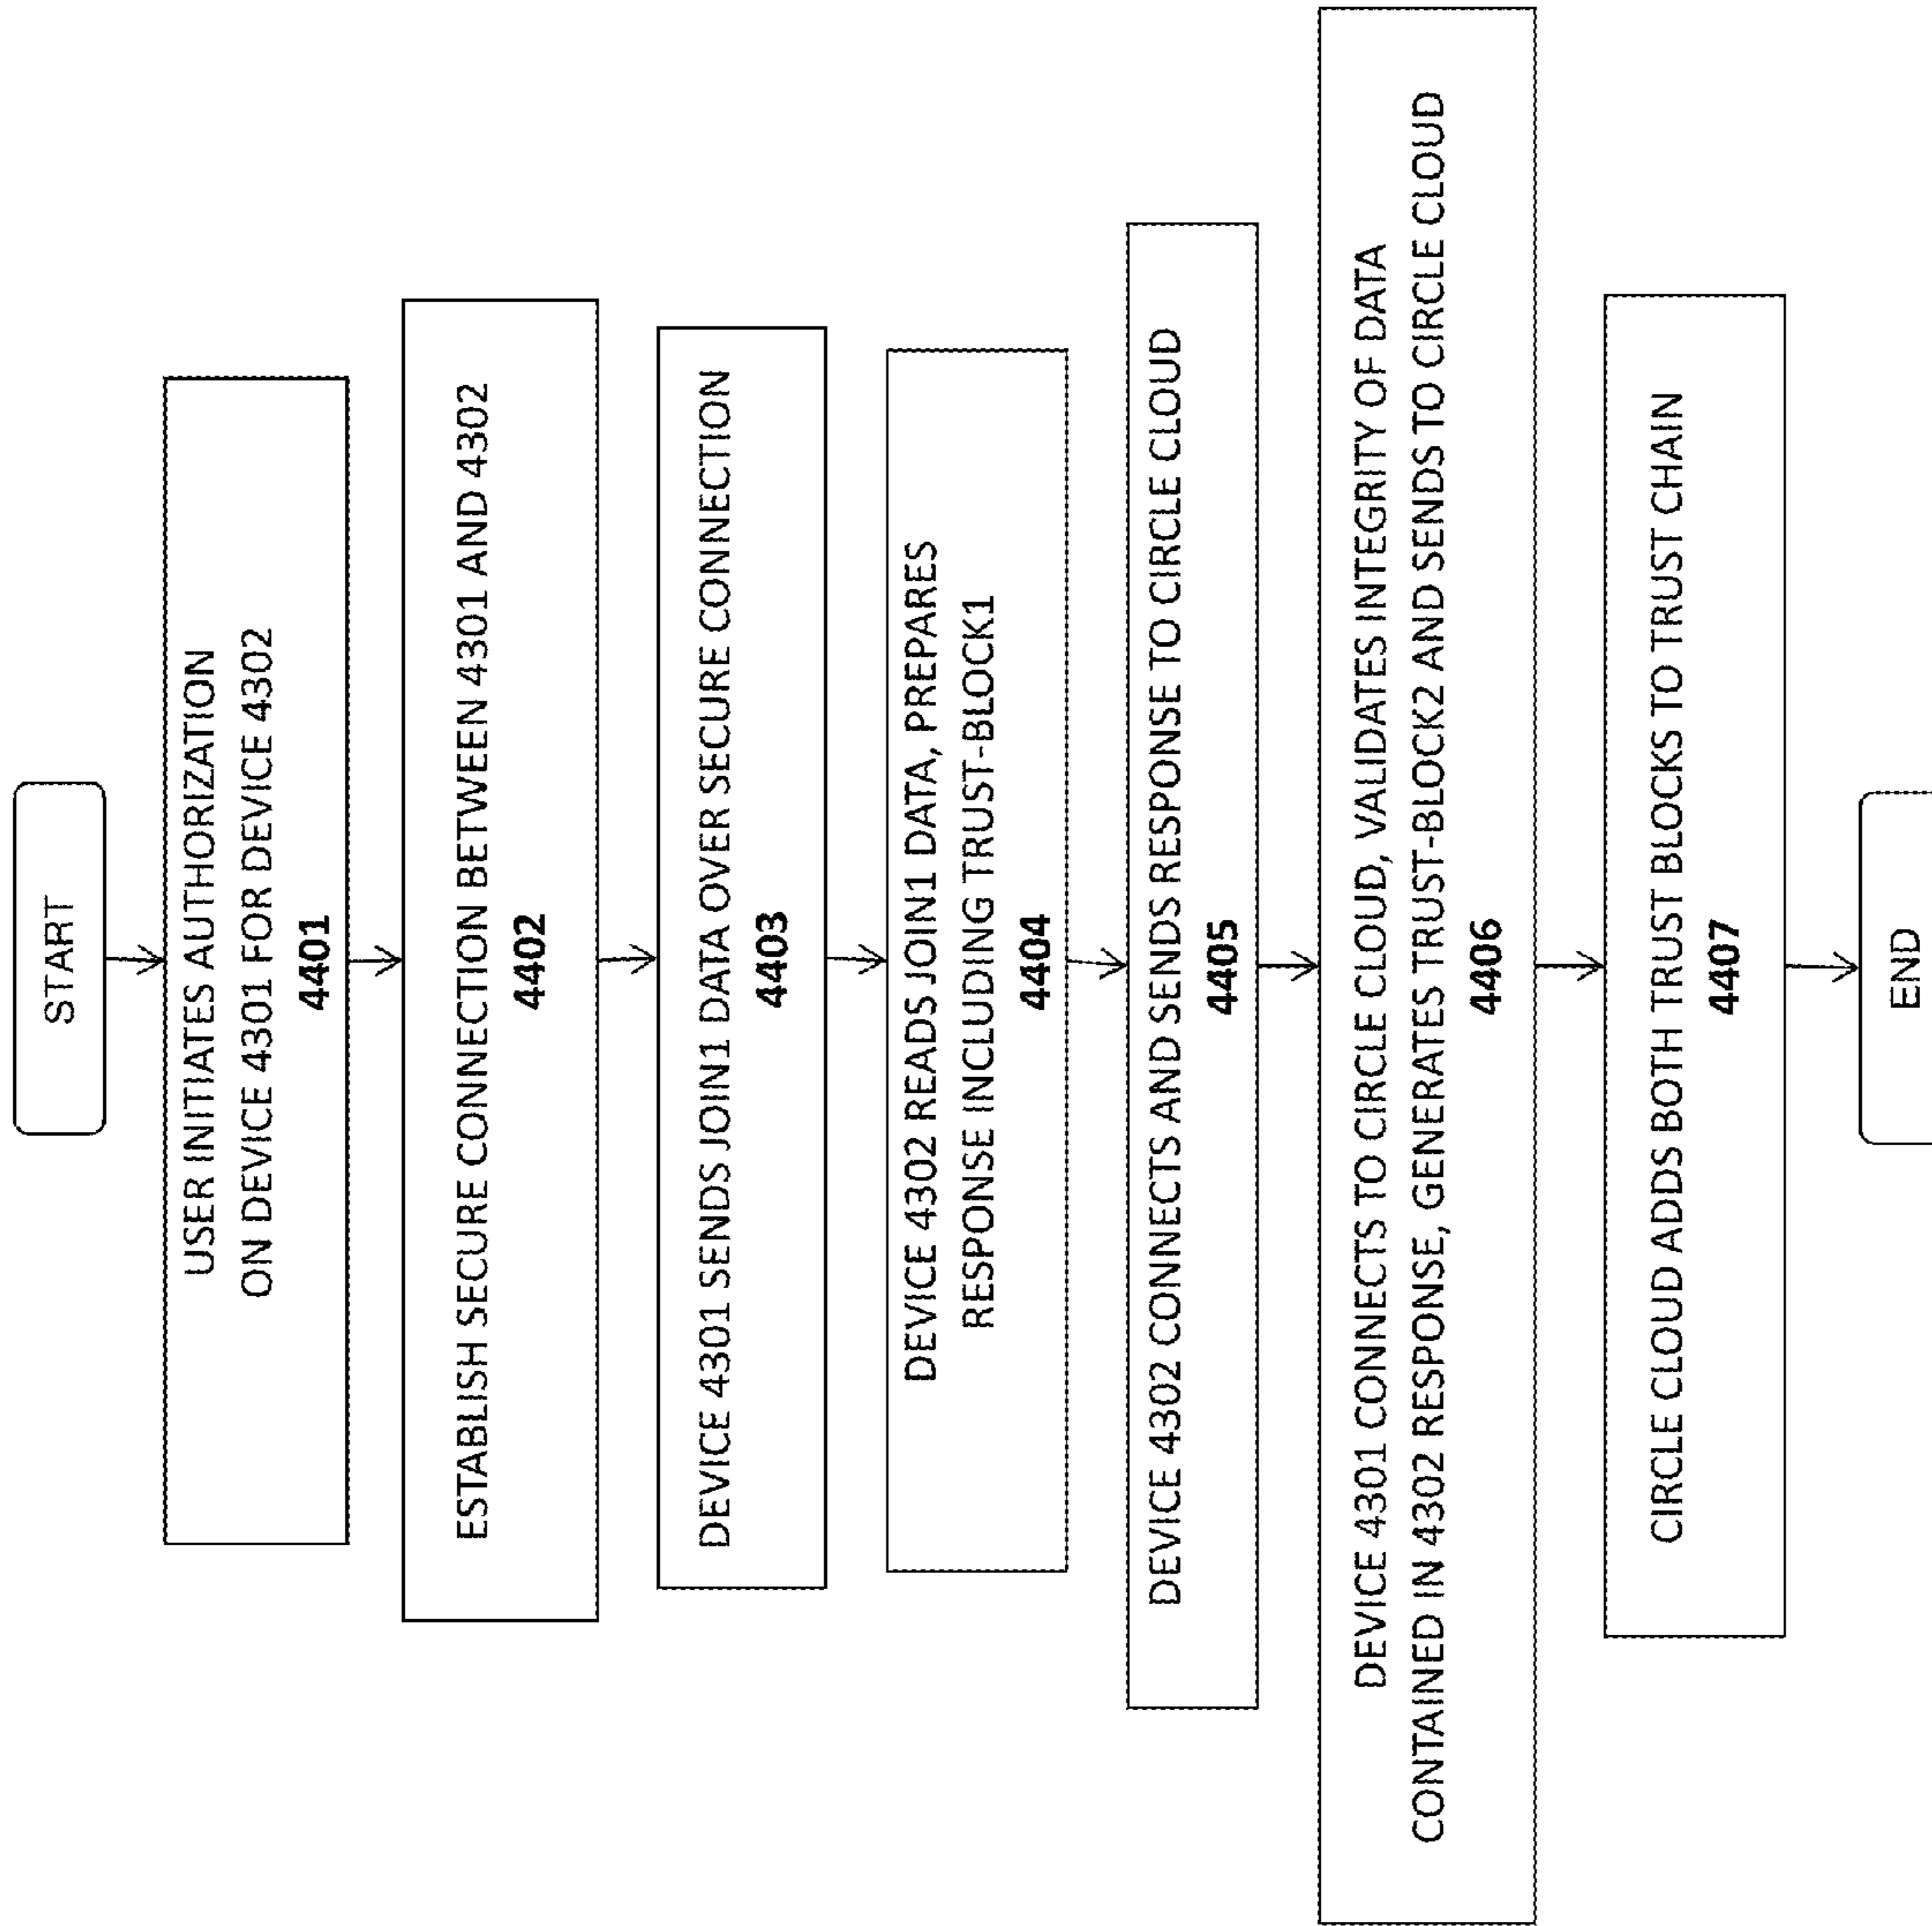 START
USER INITIATES AUTHORIZATION
ON DEVICE 4301 FOR DEVICE 4302
4401
ESTABLISH SECURE CONNECTION BETWEEN 4301 AND 4302
4402
DEVICE 4301 SENDS JOIN1 DATA OVER SECURE CONNECTION
4403
DEVICE 4302 READS JOIN1 DATA, PREPARES
RESPONSE INCLUDING TRUST-BLOCK1
4404
DEVICE 4302 CONNECTS AND SENDS RESPONSE TO CIRCLE CLOUD
4405
DEVICE 4301 CONNECTS TO CIRCLE CLOUD, VALIDATES INTEGRITY OF DATA
CONTAINED IN 4302 RESPONSE, GENERATES TRUST-BLOCK2 AND SENDS TO CIRCLE CLOUD
4406
CIRCLE CLOUD ADDS BOTH TRUST BLOCKS TO TRUST CHAIN
4407
END